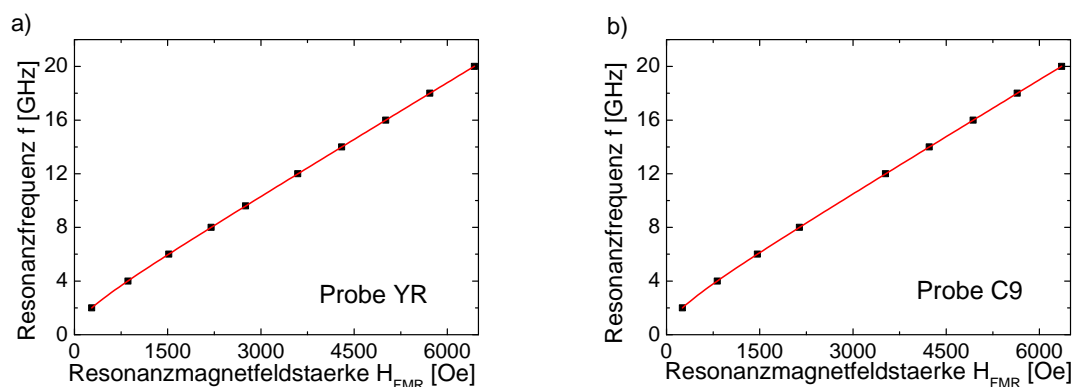 a)
Resonanzfrequenz f [GHz]
20
16
12
8
4
0
0 1500 3000 4500 6000
Resonanzmagnetfeldstaerke H_FMR [Oe]
Probe YR
b)
Resonanzfrequenz f [GHz]
20
16
12
8
4
0
0 1500 3000 4500 6000
Resonanzmagnetfeldstaerke H_FMR [Oe]
Probe C9